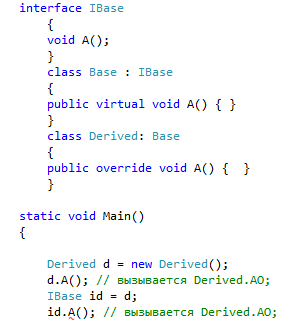 interface IBase
{
void A();
}
class Base : IBase
{
public virtual void A() { }
}
class Derived: Base
{
public override void A() {  }
}
static void Main()
{
Derived d = new Derived();
d.A(); // вызывается Derived.AO;
IBase id = d;
id.A(); // вызывается Derived.AO;